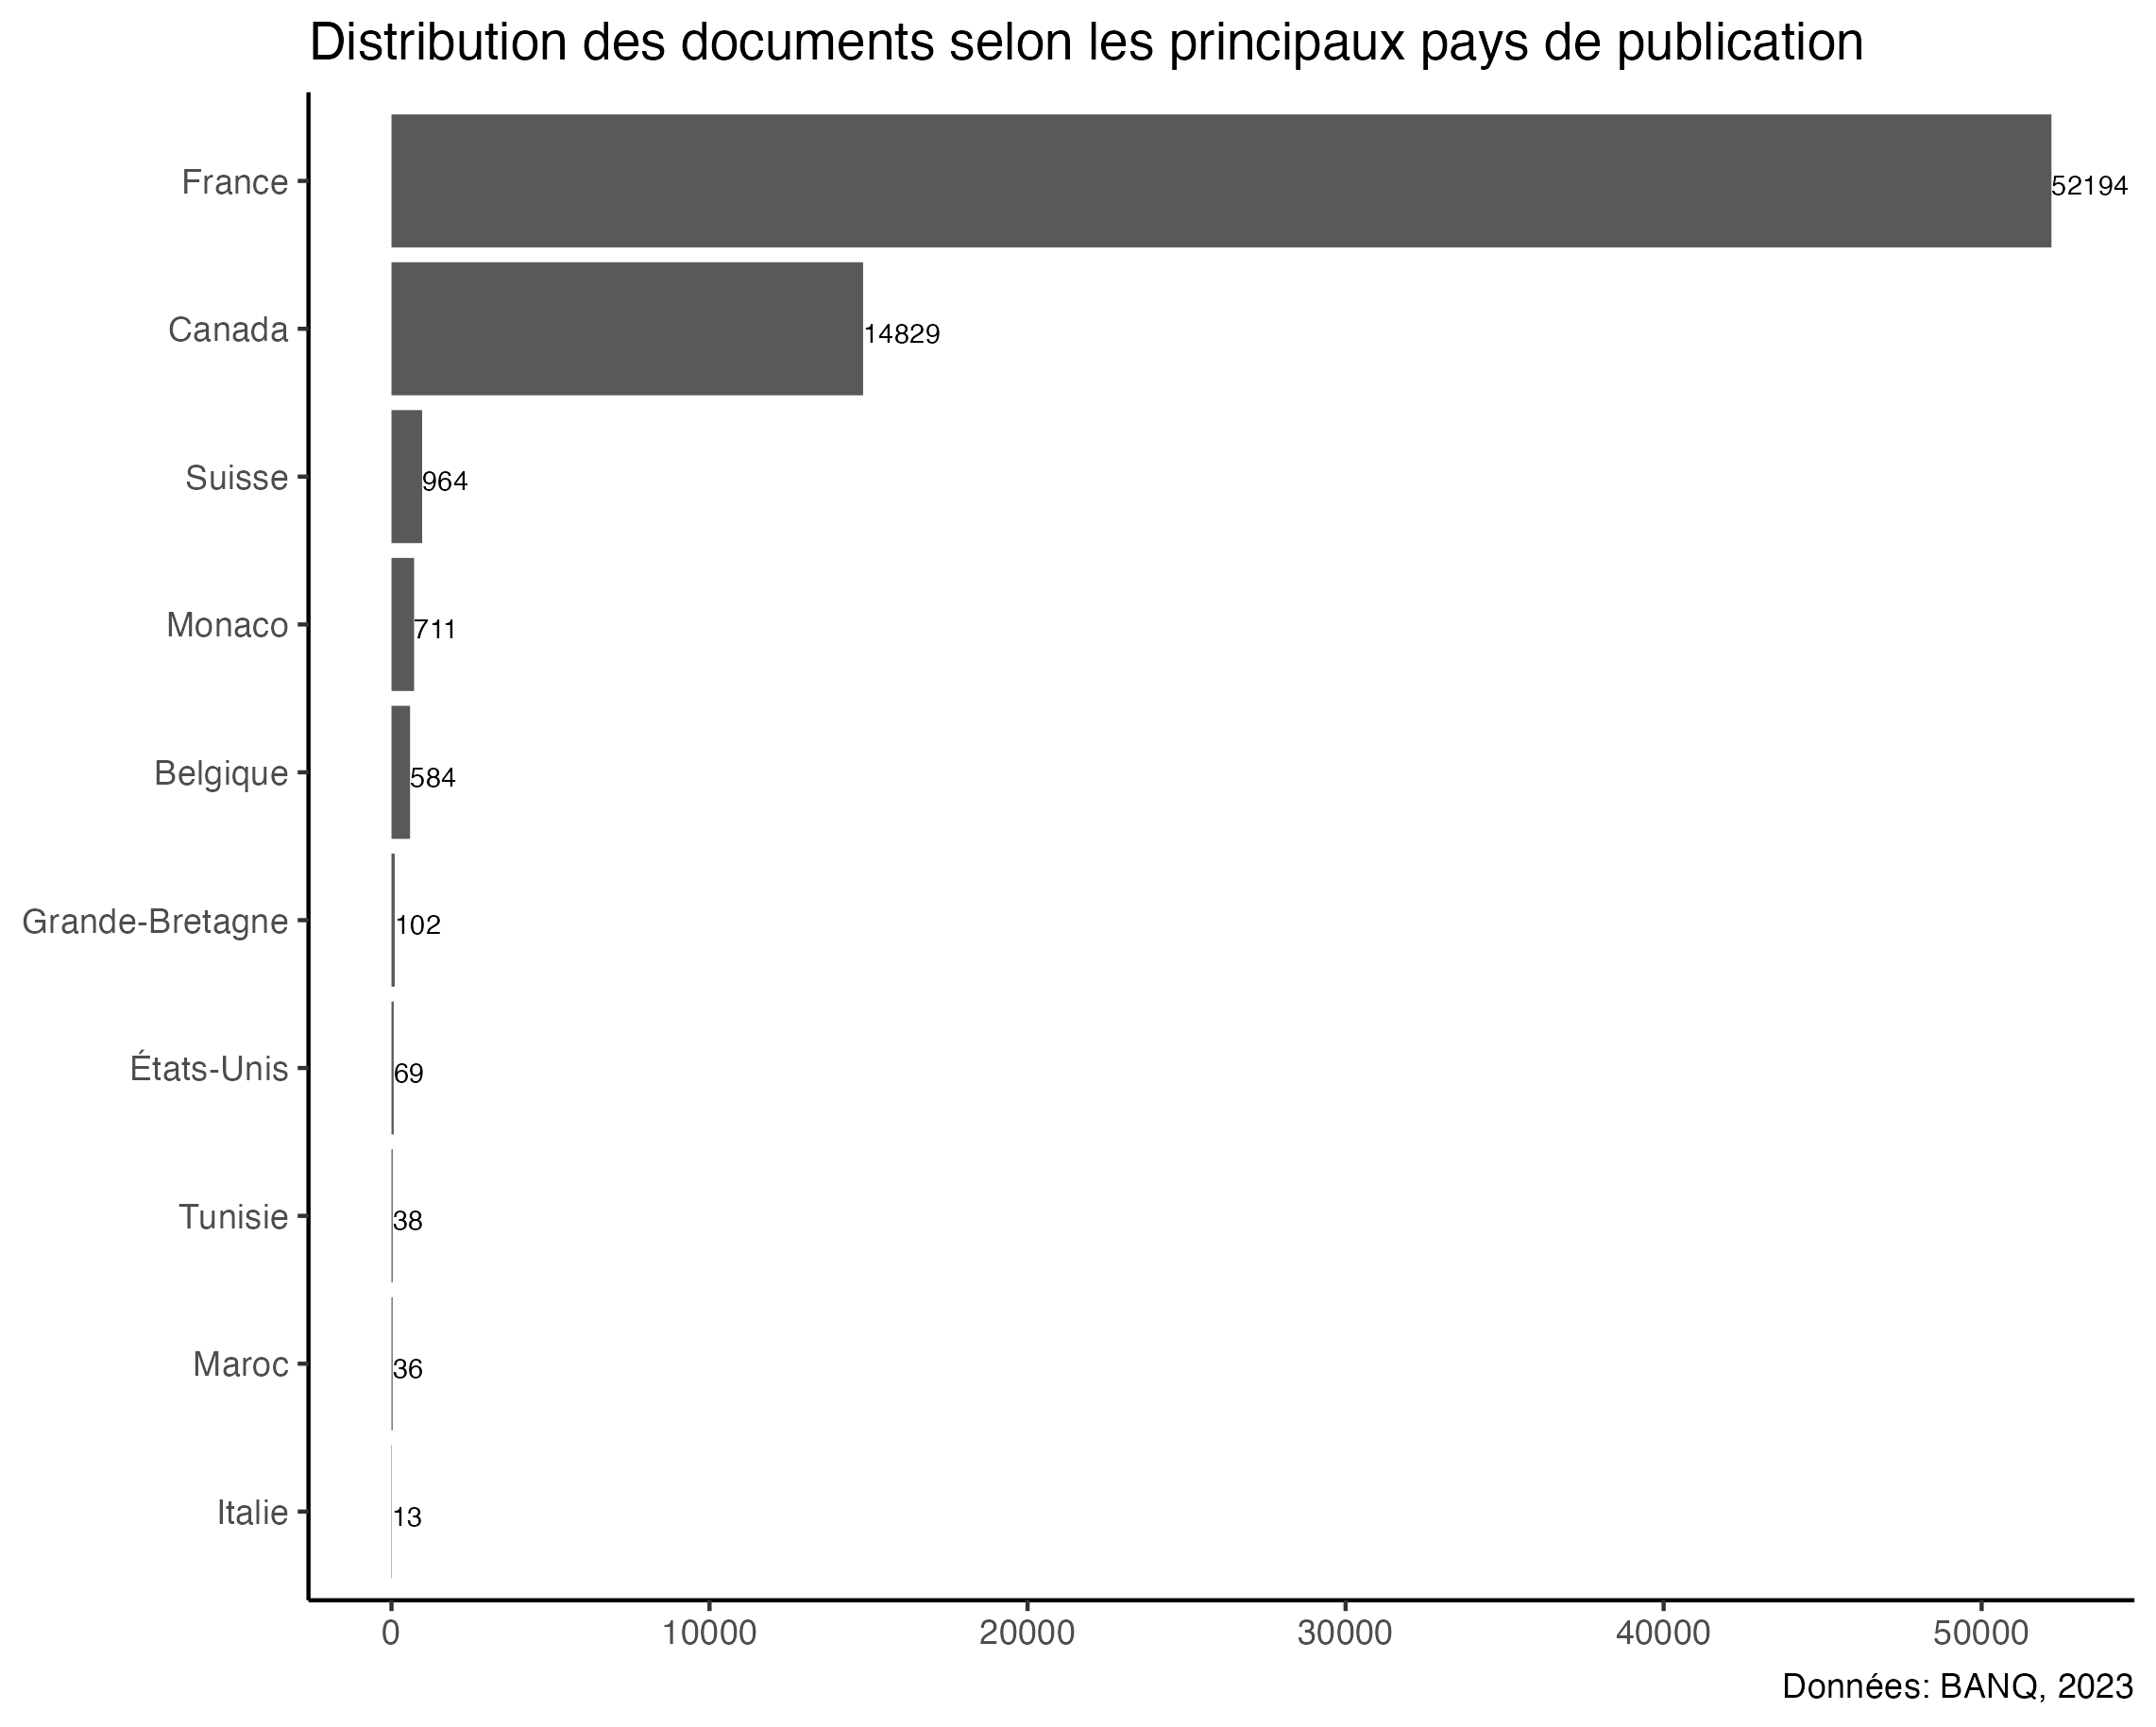 Distribution des documents selon les principaux pays de publication
France 52194
Canada 14829
Suisse 964
Monaco 711
Belgique 584
Grande-Bretagne 102
États-Unis 69
Tunisie 38
Maroc 36
Italie 13
0 10000 20000 30000 40000 50000
Données: BANQ, 2023